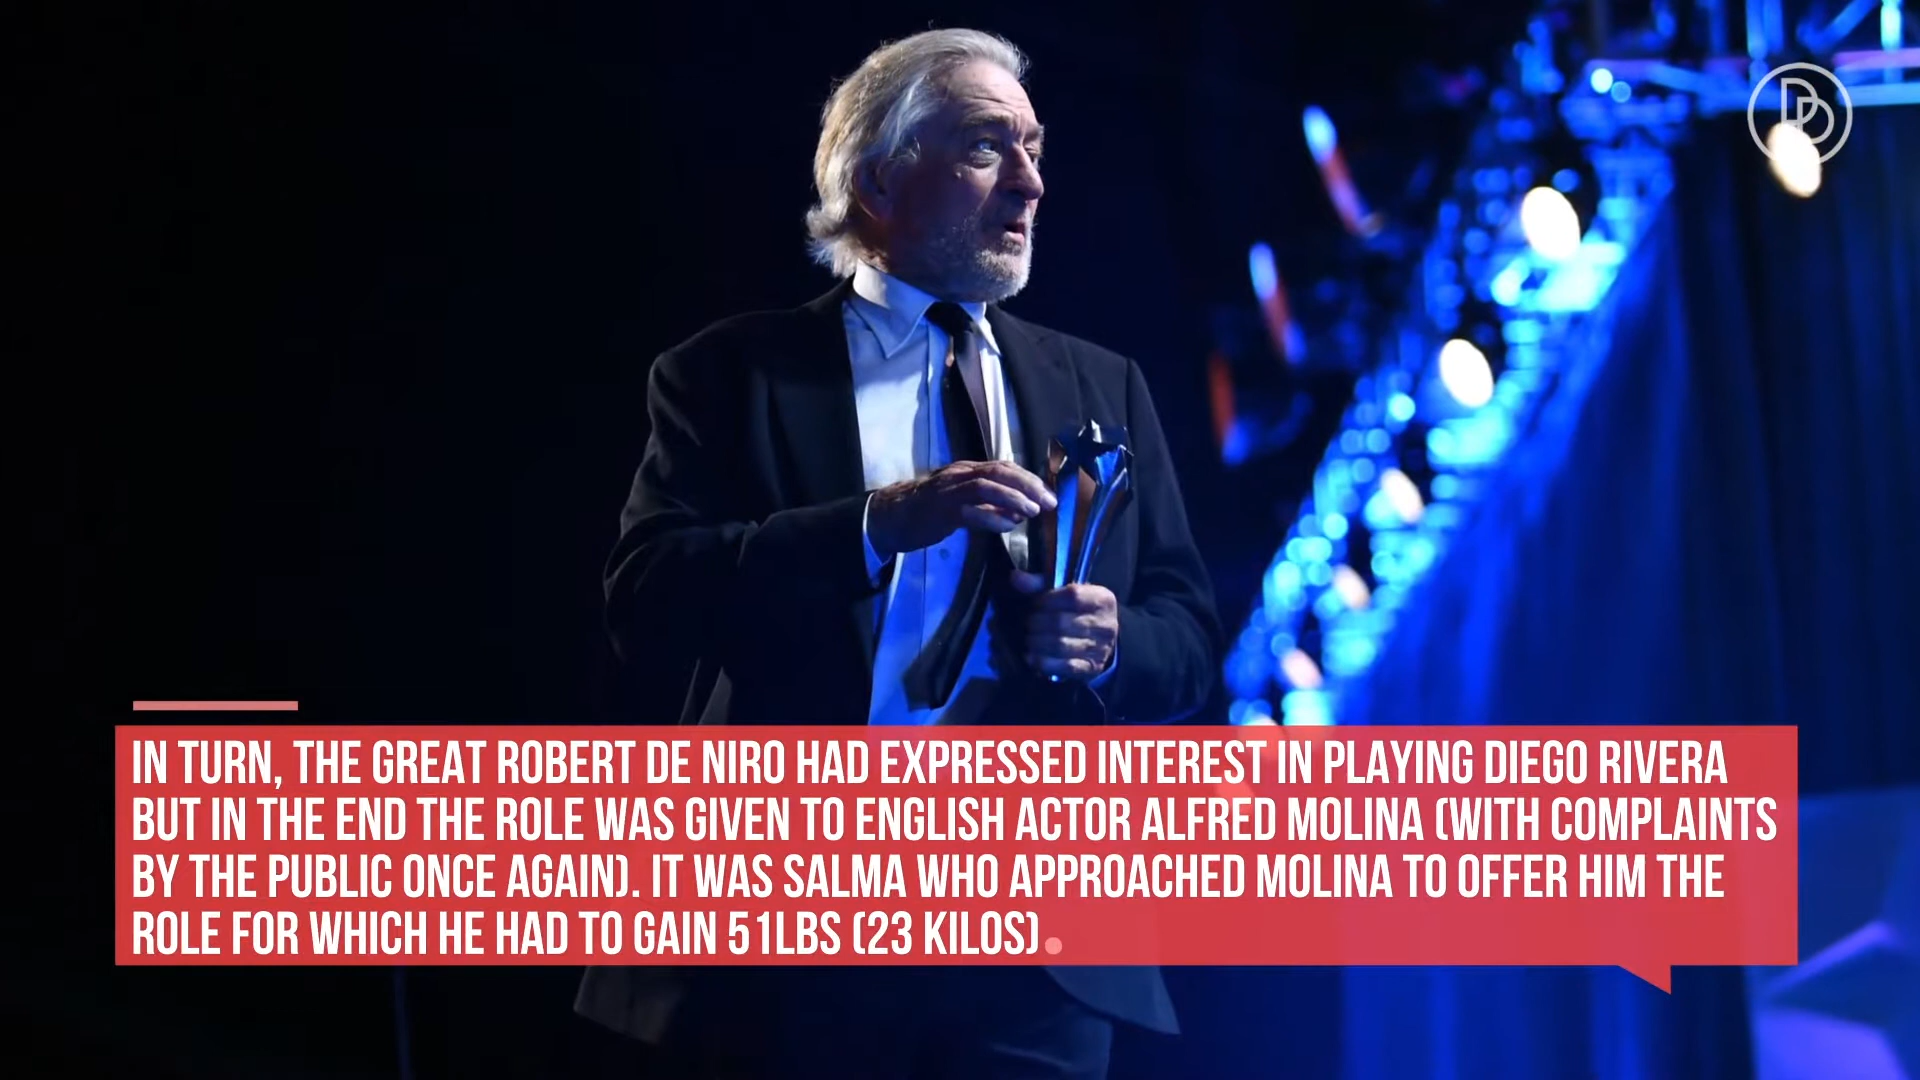 IN TURN, THE GREAT ROBERT DE NIRO HAD EXPRESSED INTEREST IN PLAYING DIEGO RIVERA
BUT IN THE END THE ROLE WAS GIVEN TO ENGLISH ACTOR ALFRED MOLINA (WITH COMPLAINTS
BY THE PUBLIC ONCE AGAIN). IT WAS SALMA WHO APPROACHED MOLINA TO OFFER HIM THE
ROLE FOR WHICH HE HAD TO GAIN 51LBS (23 KILOS).